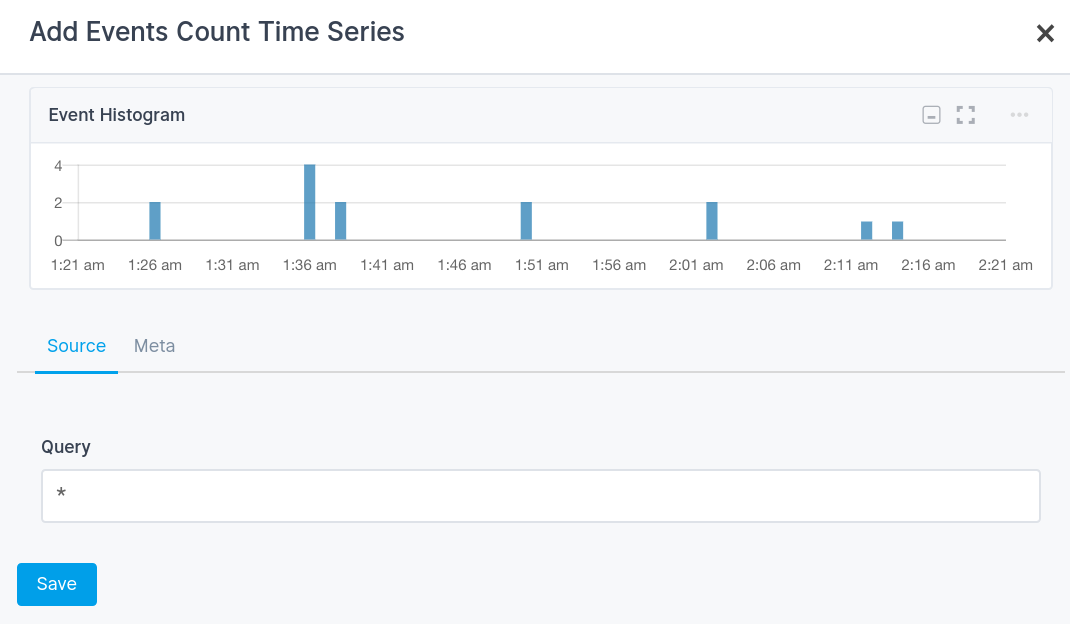 Add Events Count Time Series
Event Histogram
4
2
0
1:21 am 1:26 am 1:31 am 1:36 am 1:41 am 1:46 am 1:51 am 1:56 am 2:01 am 2:06 am 2:11 am 2:16 am 2:21 am
Source Meta
Query
*
Save